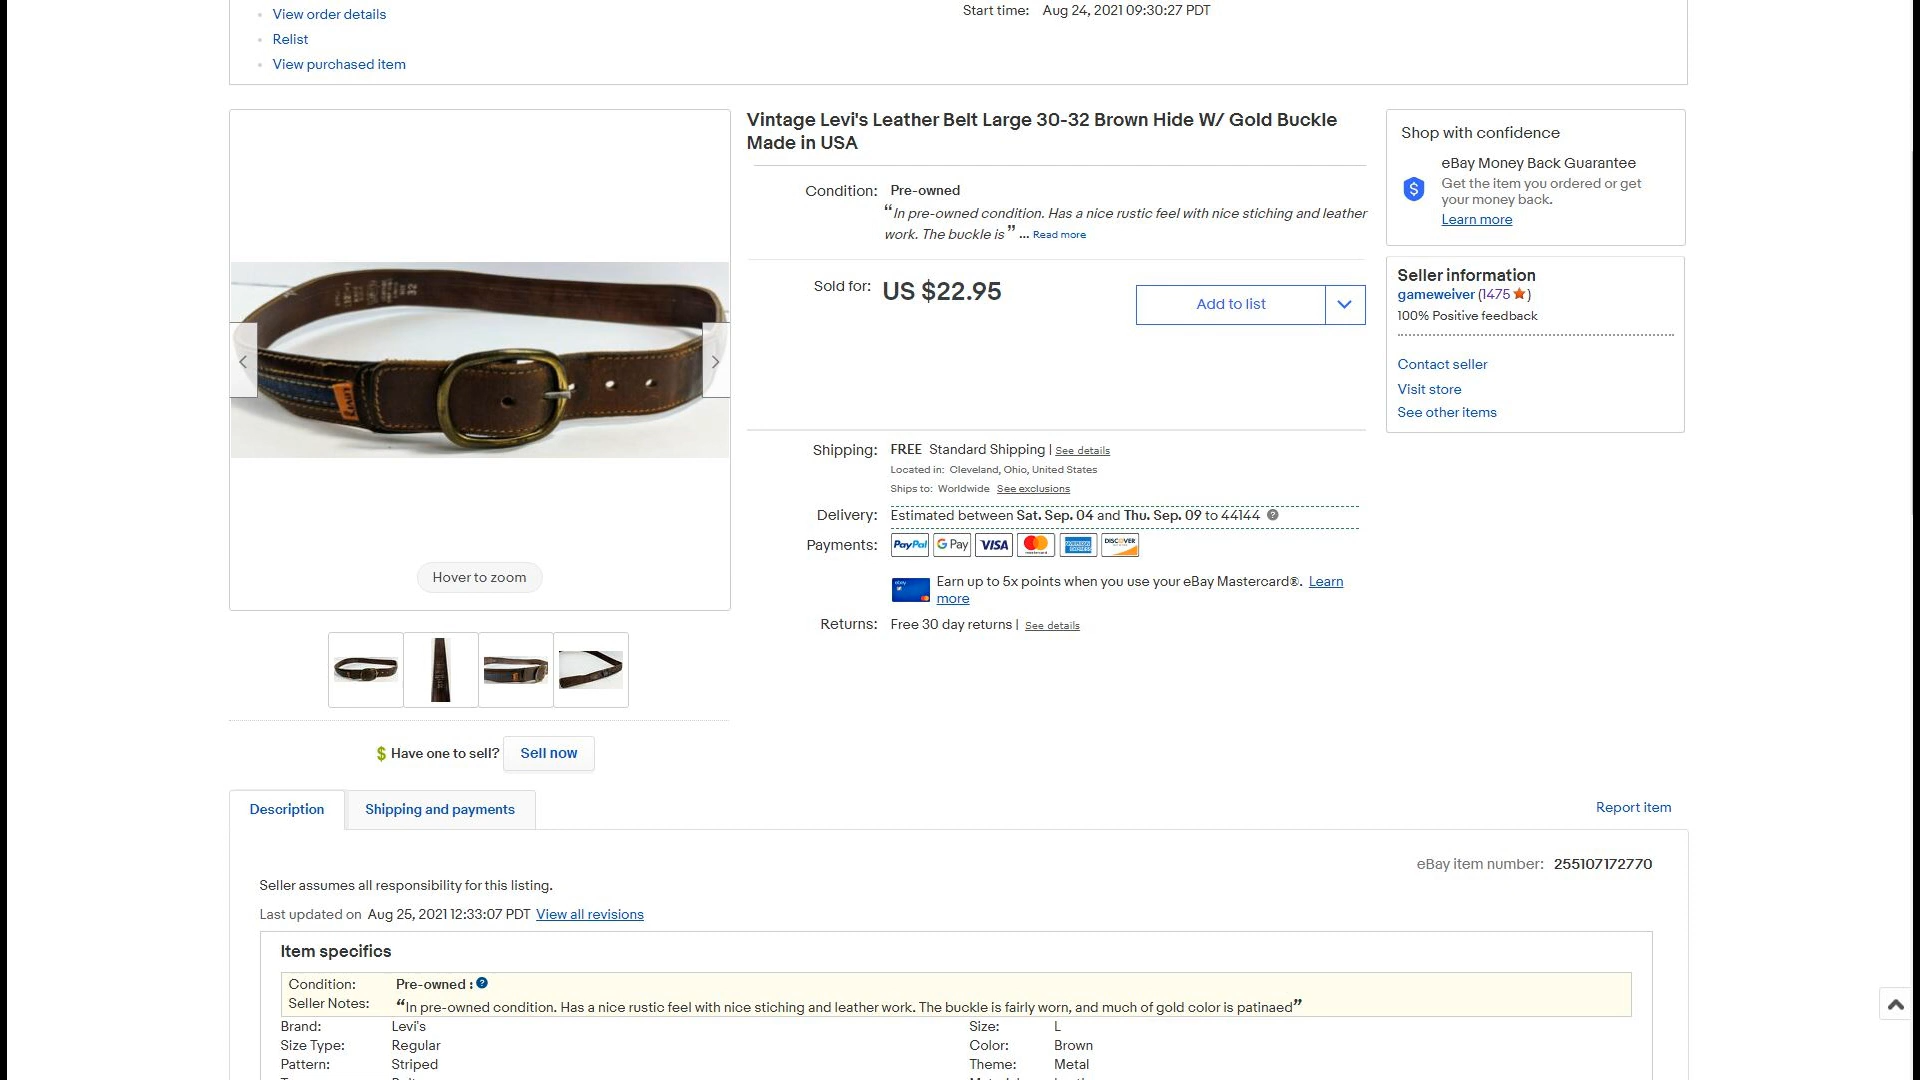 View order details
Relist
View purchased item
Start time: Aug 24, 2021 09:30:27 PDT
Vintage Levi's Leather Belt Large 30-32 Brown Hide W/ Gold Buckle
Made in USA
Condition: Pre-owned
“In pre-owned condition. Has a nice rustic feel with nice stiching and leather
work. The buckle is” ... Read more
Sold for: US $22.95
Add to list
Shipping: FREE Standard Shipping | See details
Located in: Cleveland, Ohio, United States
Ships to: Worldwide See exclusions
Delivery: Estimated between Sat. Sep. 04 and Thu. Sep. 09 to 44144
Payments: PayPal G Pay VISA mastercard AMERICAN EXPRESS DISCOVER
Earn up to 5x points when you use your eBay Mastercard®. Learn
more
Returns: Free 30 day returns | See details
Shop with confidence
eBay Money Back Guarantee
Get the item you ordered or get
your money back.
Learn more
Seller information
gameweiver (1475)
100% Positive feedback
Contact seller
Visit store
See other items
LEVI'S
32
Hover to zoom
$ Have one to sell? Sell now
Description
Shipping and payments
Report item
eBay item number: 255107172770
Seller assumes all responsibility for this listing.
Last updated on Aug 25, 2021 12:33:07 PDT View all revisions
Item specifics
Condition: Pre-owned :
Seller Notes: “In pre-owned condition. Has a nice rustic feel with nice stiching and leather work. The buckle is fairly worn, and much of gold color is patinaed”
Brand: Levi's Size: L
Size Type: Regular Color: Brown
Pattern: Striped Theme: Metal